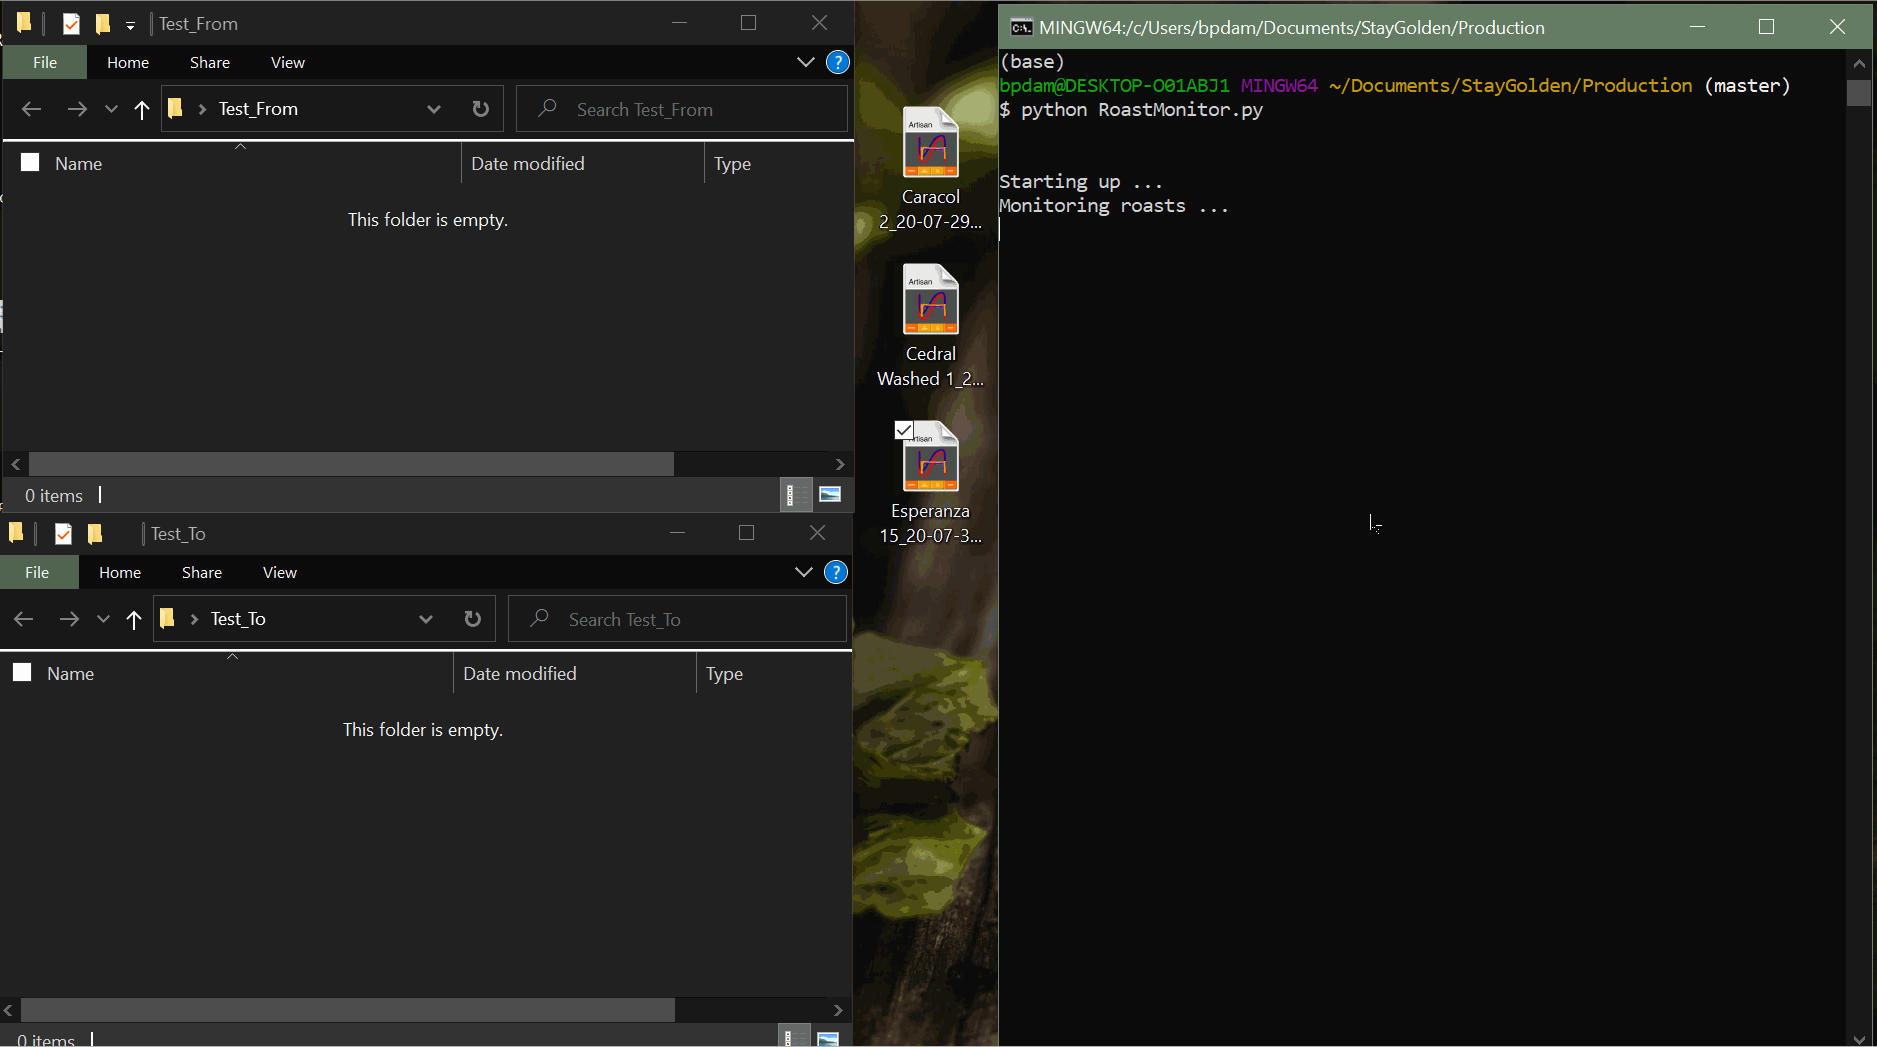 Test_From
File Home Share View
Test_From
Search Test_From
Name Date modified Type
This folder is empty.
0 items
Test_To
File Home Share View
Test_To
Search Test_To
Name Date modified Type
This folder is empty.
0 items
Artisan
Caracol
2_20-07-29...
Artisan
Cedral
Washed 1_2...
Esperanza
15_20-07-3...
MINGW64:/c/Users/bpdam/Documents/StayGolden/Production
(base)
bpdam@DESKTOP-O01ABJ1 MINGW64 ~/Documents/StayGolden/Production (master)
$ python RoastMonitor.py
Starting up ...
Monitoring roasts ...